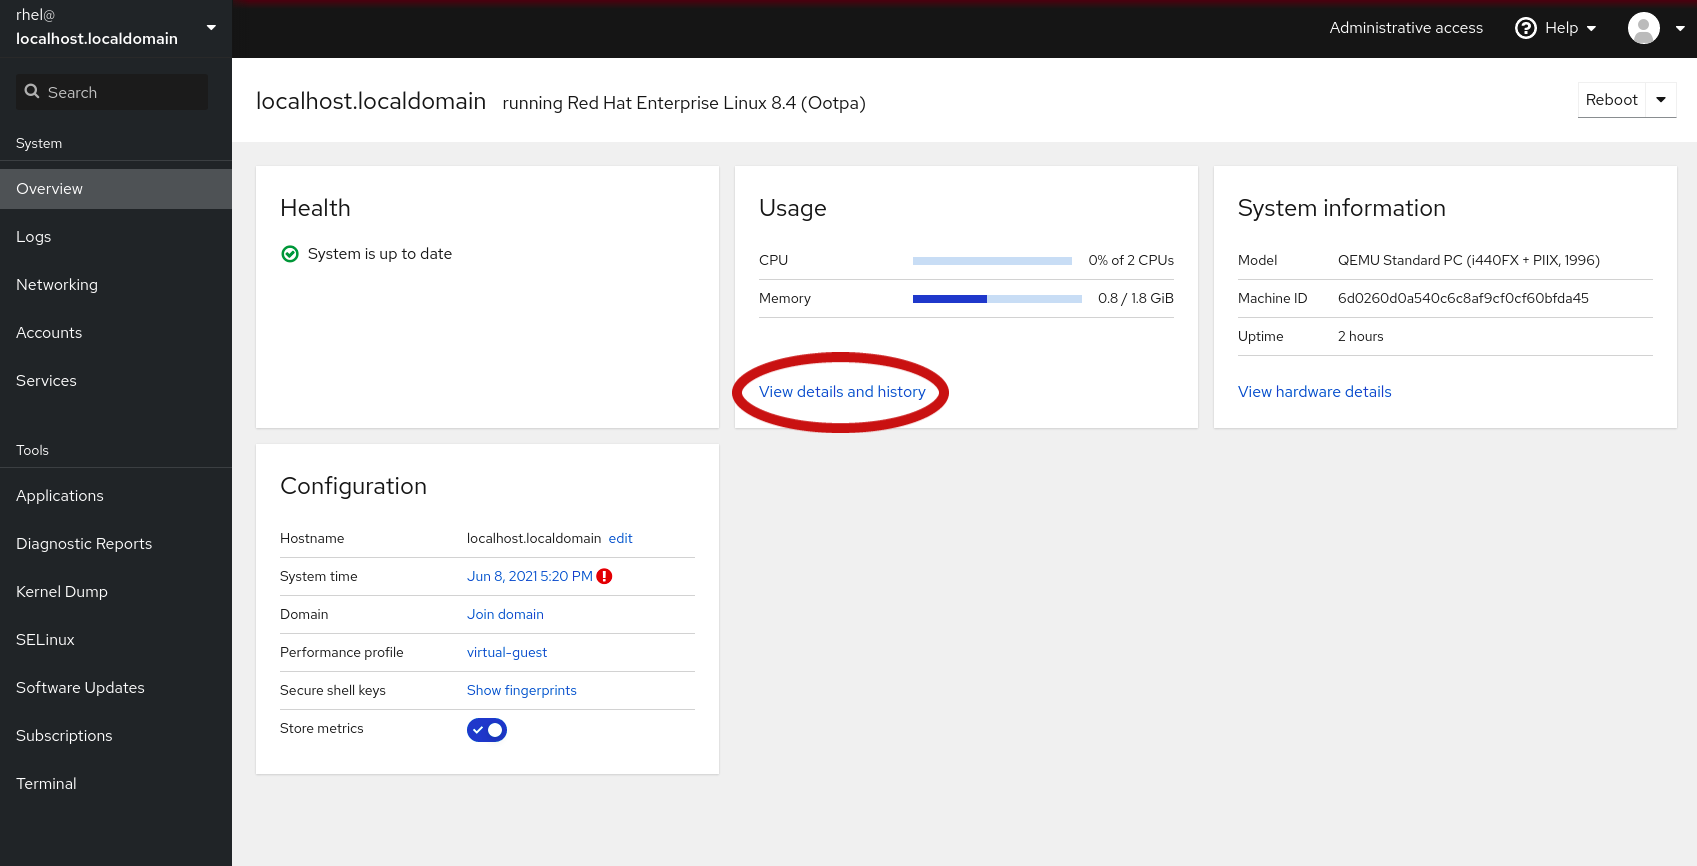 rhel@
localhost.localdomain
Search
System
Overview
Logs
Networking
Accounts
Services
Tools
Applications
Diagnostic Reports
Kernel Dump
SELinux
Software Updates
Subscriptions
Terminal
Administrative access
? Help
localhost.localdomain running Red Hat Enterprise Linux 8.4 (Ootpa)
Reboot
Health
System is up to date
Usage
CPU 0% of 2 CPUs
Memory 0.8 / 1.8 GiB
View details and history
System information
Model QEMU Standard PC (i440FX + PIIX, 1996)
Machine ID 6d0260d0a540c6c8af9cf0cf60bfda45
Uptime 2 hours
View hardware details
Configuration
Hostname localhost.localdomain edit
System time Jun 8, 2021 5:20 PM !
Domain Join domain
Performance profile virtual-guest
Secure shell keys Show fingerprints
Store metrics